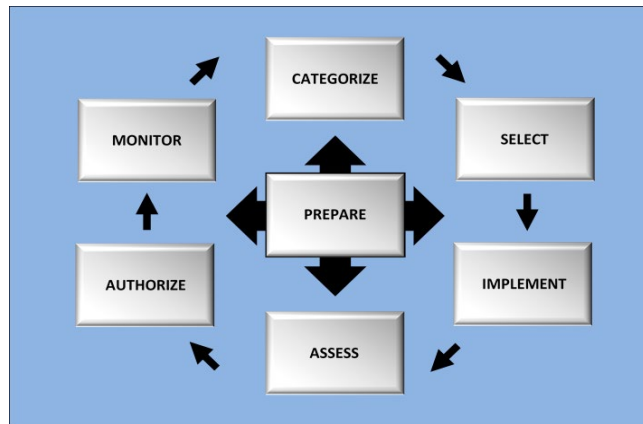 CATEGORIZE
MONITOR
SELECT
PREPARE
AUTHORIZE
IMPLEMENT
ASSESS